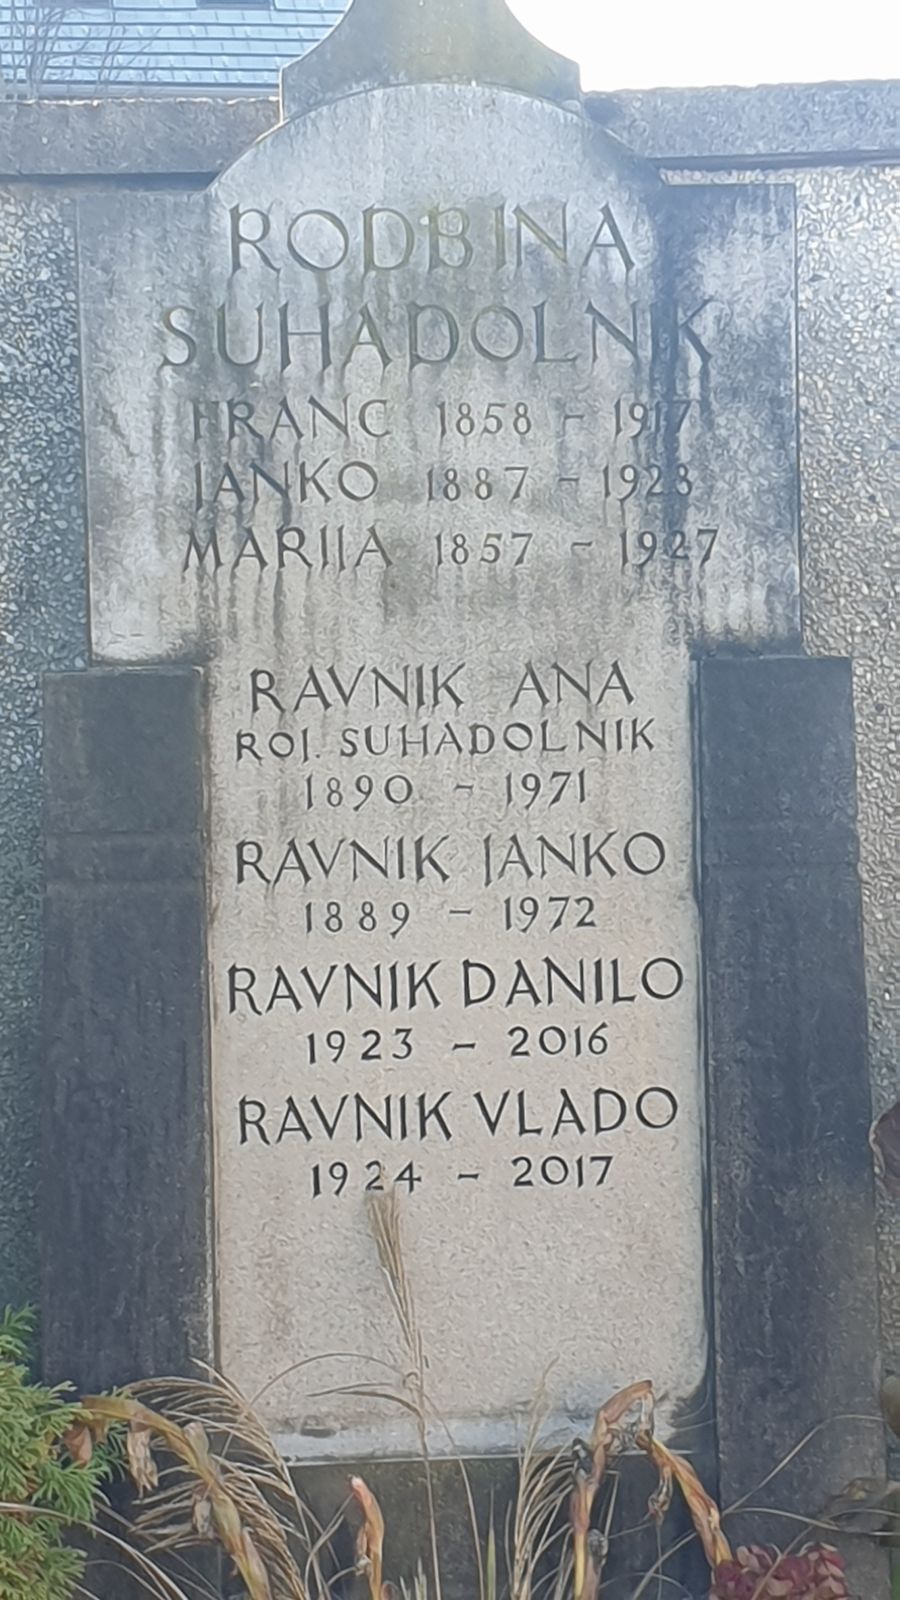 RODBINA
SUHADOLNIK
FRANC 1858 - 1917
JANKO 1887 - 1923
MARIJA 1857 - 1927
RAVNIK ANA
ROJ. SUHADOLNIK
1890 - 1971
RAVNIK JANKO
1889 - 1972
RAVNIK DANILO
1923 - 2016
RAVNIK VLADO
1924 - 2017